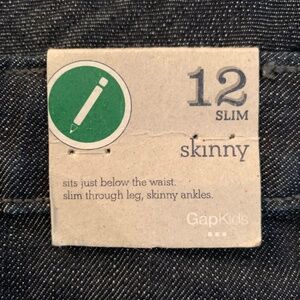 12
SLIM
skinny
sits just below the waist.
slim through leg, skinny ankles.
GapKids